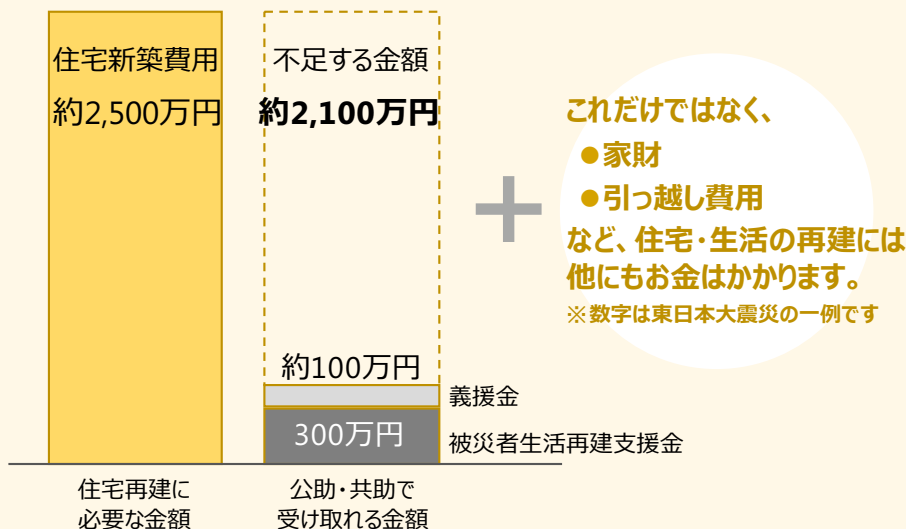 住宅新築費用
約2,500万円
不足する金額
約2,100万円
約100万円
義援金
300万円
被災者生活再建支援金
住宅再建に
必要な金額
公助・共助で
受け取れる金額
+
これだけではなく、
●家財
●引っ越し費用
など、住宅・生活の再建には
他にもお金はかかります。
※数字は東日本大震災の一例です